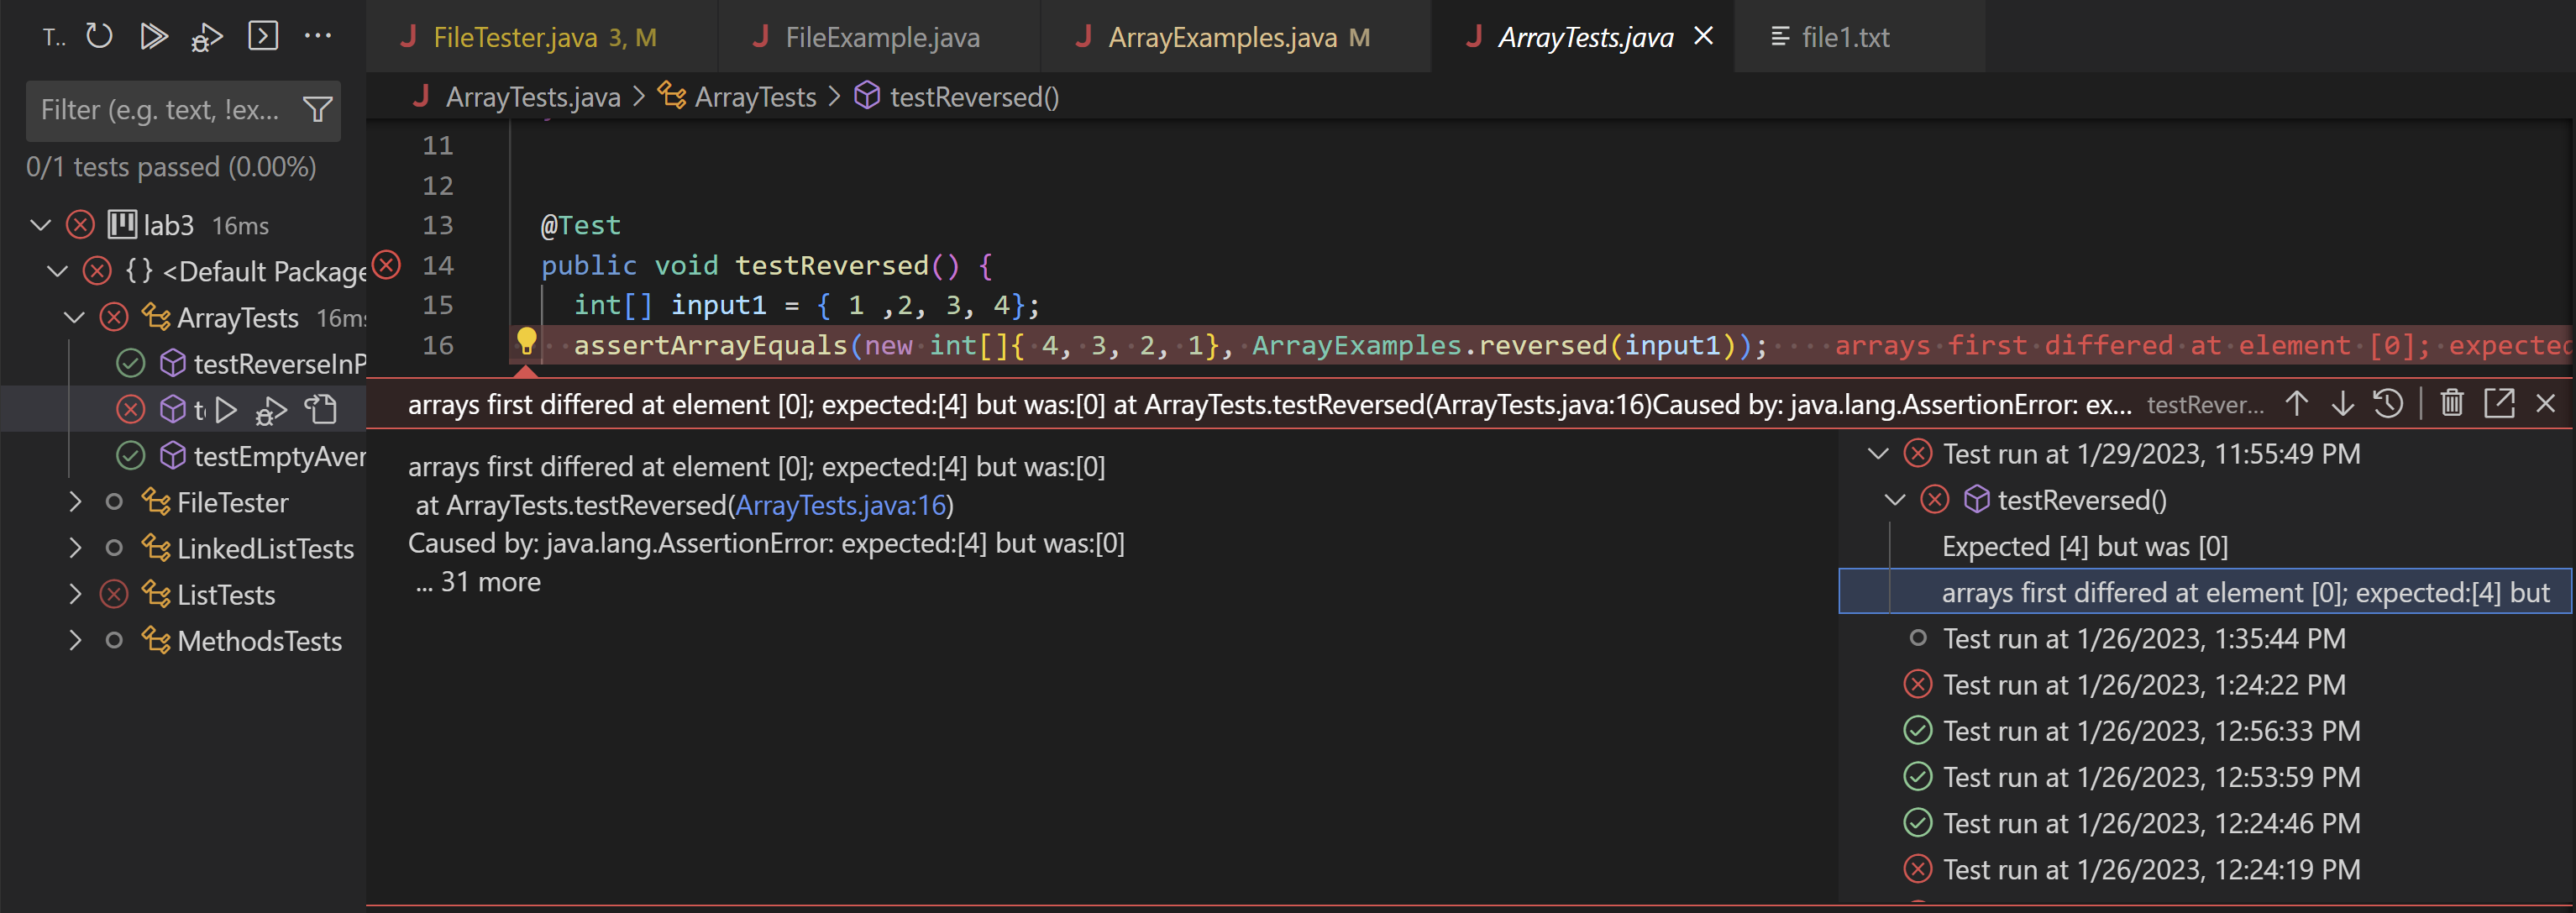 T..
FileTester.java 3, M
FileExample.java
ArrayExamples.java M
ArrayTests.java
file1.txt
Filter (e.g. text, !ex...
0/1 tests passed (0.00%)
lab3 16ms
{} <Default Package
ArrayTests 16ms
testReverseInP
te
testEmptyAver
FileTester
LinkedListTests
ListTests
MethodsTests
ArrayTests.java > ArrayTests > testReversed()
11
12
13 @Test
14 public void testReversed() {
15 int[] input1 = { 1 ,2, 3, 4};
16 assertArrayEquals(new int[]{ 4, 3, 2, 1}, ArrayExamples.reversed(input1)); arrays first differed at element [0]; expected
arrays first differed at element [0]; expected:[4] but was:[0] at ArrayTests.testReversed(ArrayTests.java:16)Caused by: java.lang.AssertionError: ex... testRever...
arrays first differed at element [0]; expected:[4] but was:[0]
at ArrayTests.testReversed(ArrayTests.java:16)
Caused by: java.lang.AssertionError: expected:[4] but was:[0]
... 31 more
Test run at 1/29/2023, 11:55:49 PM
testReversed()
Expected [4] but was [0]
arrays first differed at element [0]; expected:[4] but
Test run at 1/26/2023, 1:35:44 PM
Test run at 1/26/2023, 1:24:22 PM
Test run at 1/26/2023, 12:56:33 PM
Test run at 1/26/2023, 12:53:59 PM
Test run at 1/26/2023, 12:24:46 PM
Test run at 1/26/2023, 12:24:19 PM